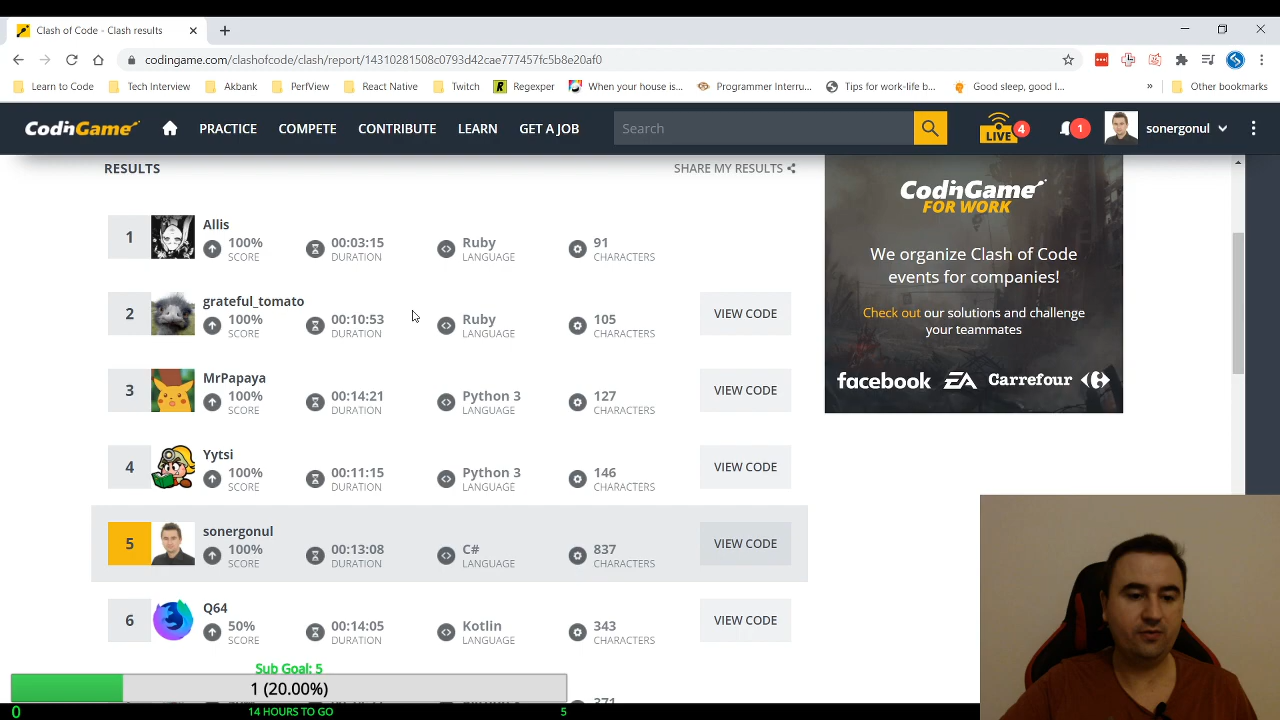 Clash of Code - Clash results
codingame.com/clashofcode/clash/report/14310381509c0793d42cae777457fc5b8e20af0
Learn to Code
Tech Interview
Akbank
PerfView
React Native
Twitch
Regexper
When your house is...
Programmer Interru...
Tips for work-life b...
Good sleep, good l...
»
Other bookmarks
CodinGame
PRACTICE
COMPETE
CONTRIBUTE
LEARN
GET A JOB
Search
LIVE
4
1
sonergonul
RESULTS
SHARE MY RESULTS
1
Allis
100%
SCORE
00:03:15
DURATION
Ruby
LANGUAGE
91
CHARACTERS
2
grateful_tomato
100%
SCORE
00:10:53
DURATION
Ruby
LANGUAGE
105
CHARACTERS
VIEW CODE
3
MrPapaya
100%
SCORE
00:14:21
DURATION
Python 3
LANGUAGE
127
CHARACTERS
VIEW CODE
4
Yytsi
100%
SCORE
00:11:15
DURATION
Python 3
LANGUAGE
146
CHARACTERS
VIEW CODE
5
sonergonul
100%
SCORE
00:13:08
DURATION
C#
LANGUAGE
837
CHARACTERS
VIEW CODE
6
Q64
50%
SCORE
00:14:05
DURATION
Kotlin
LANGUAGE
343
CHARACTERS
VIEW CODE
CodinGame
FOR WORK
We organize Clash of Code
events for companies!
Check out our solutions and challenge
your teammates
facebook
EA
Carrefour
Sub Goal: 5
1 (20.00%)
0
14 HOURS TO GO
5